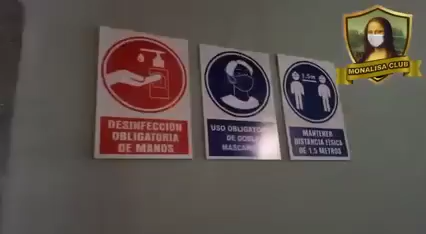 DESINFECCIÓN
OBLIGATORIA
DE MANOS
USO OBLIGATORIO
DE DOBLE
MASCARILLA
1.5m
MANTENER
DISTANCIA FÍSICA
DE 1.5 METROS
MONALISA CLUB